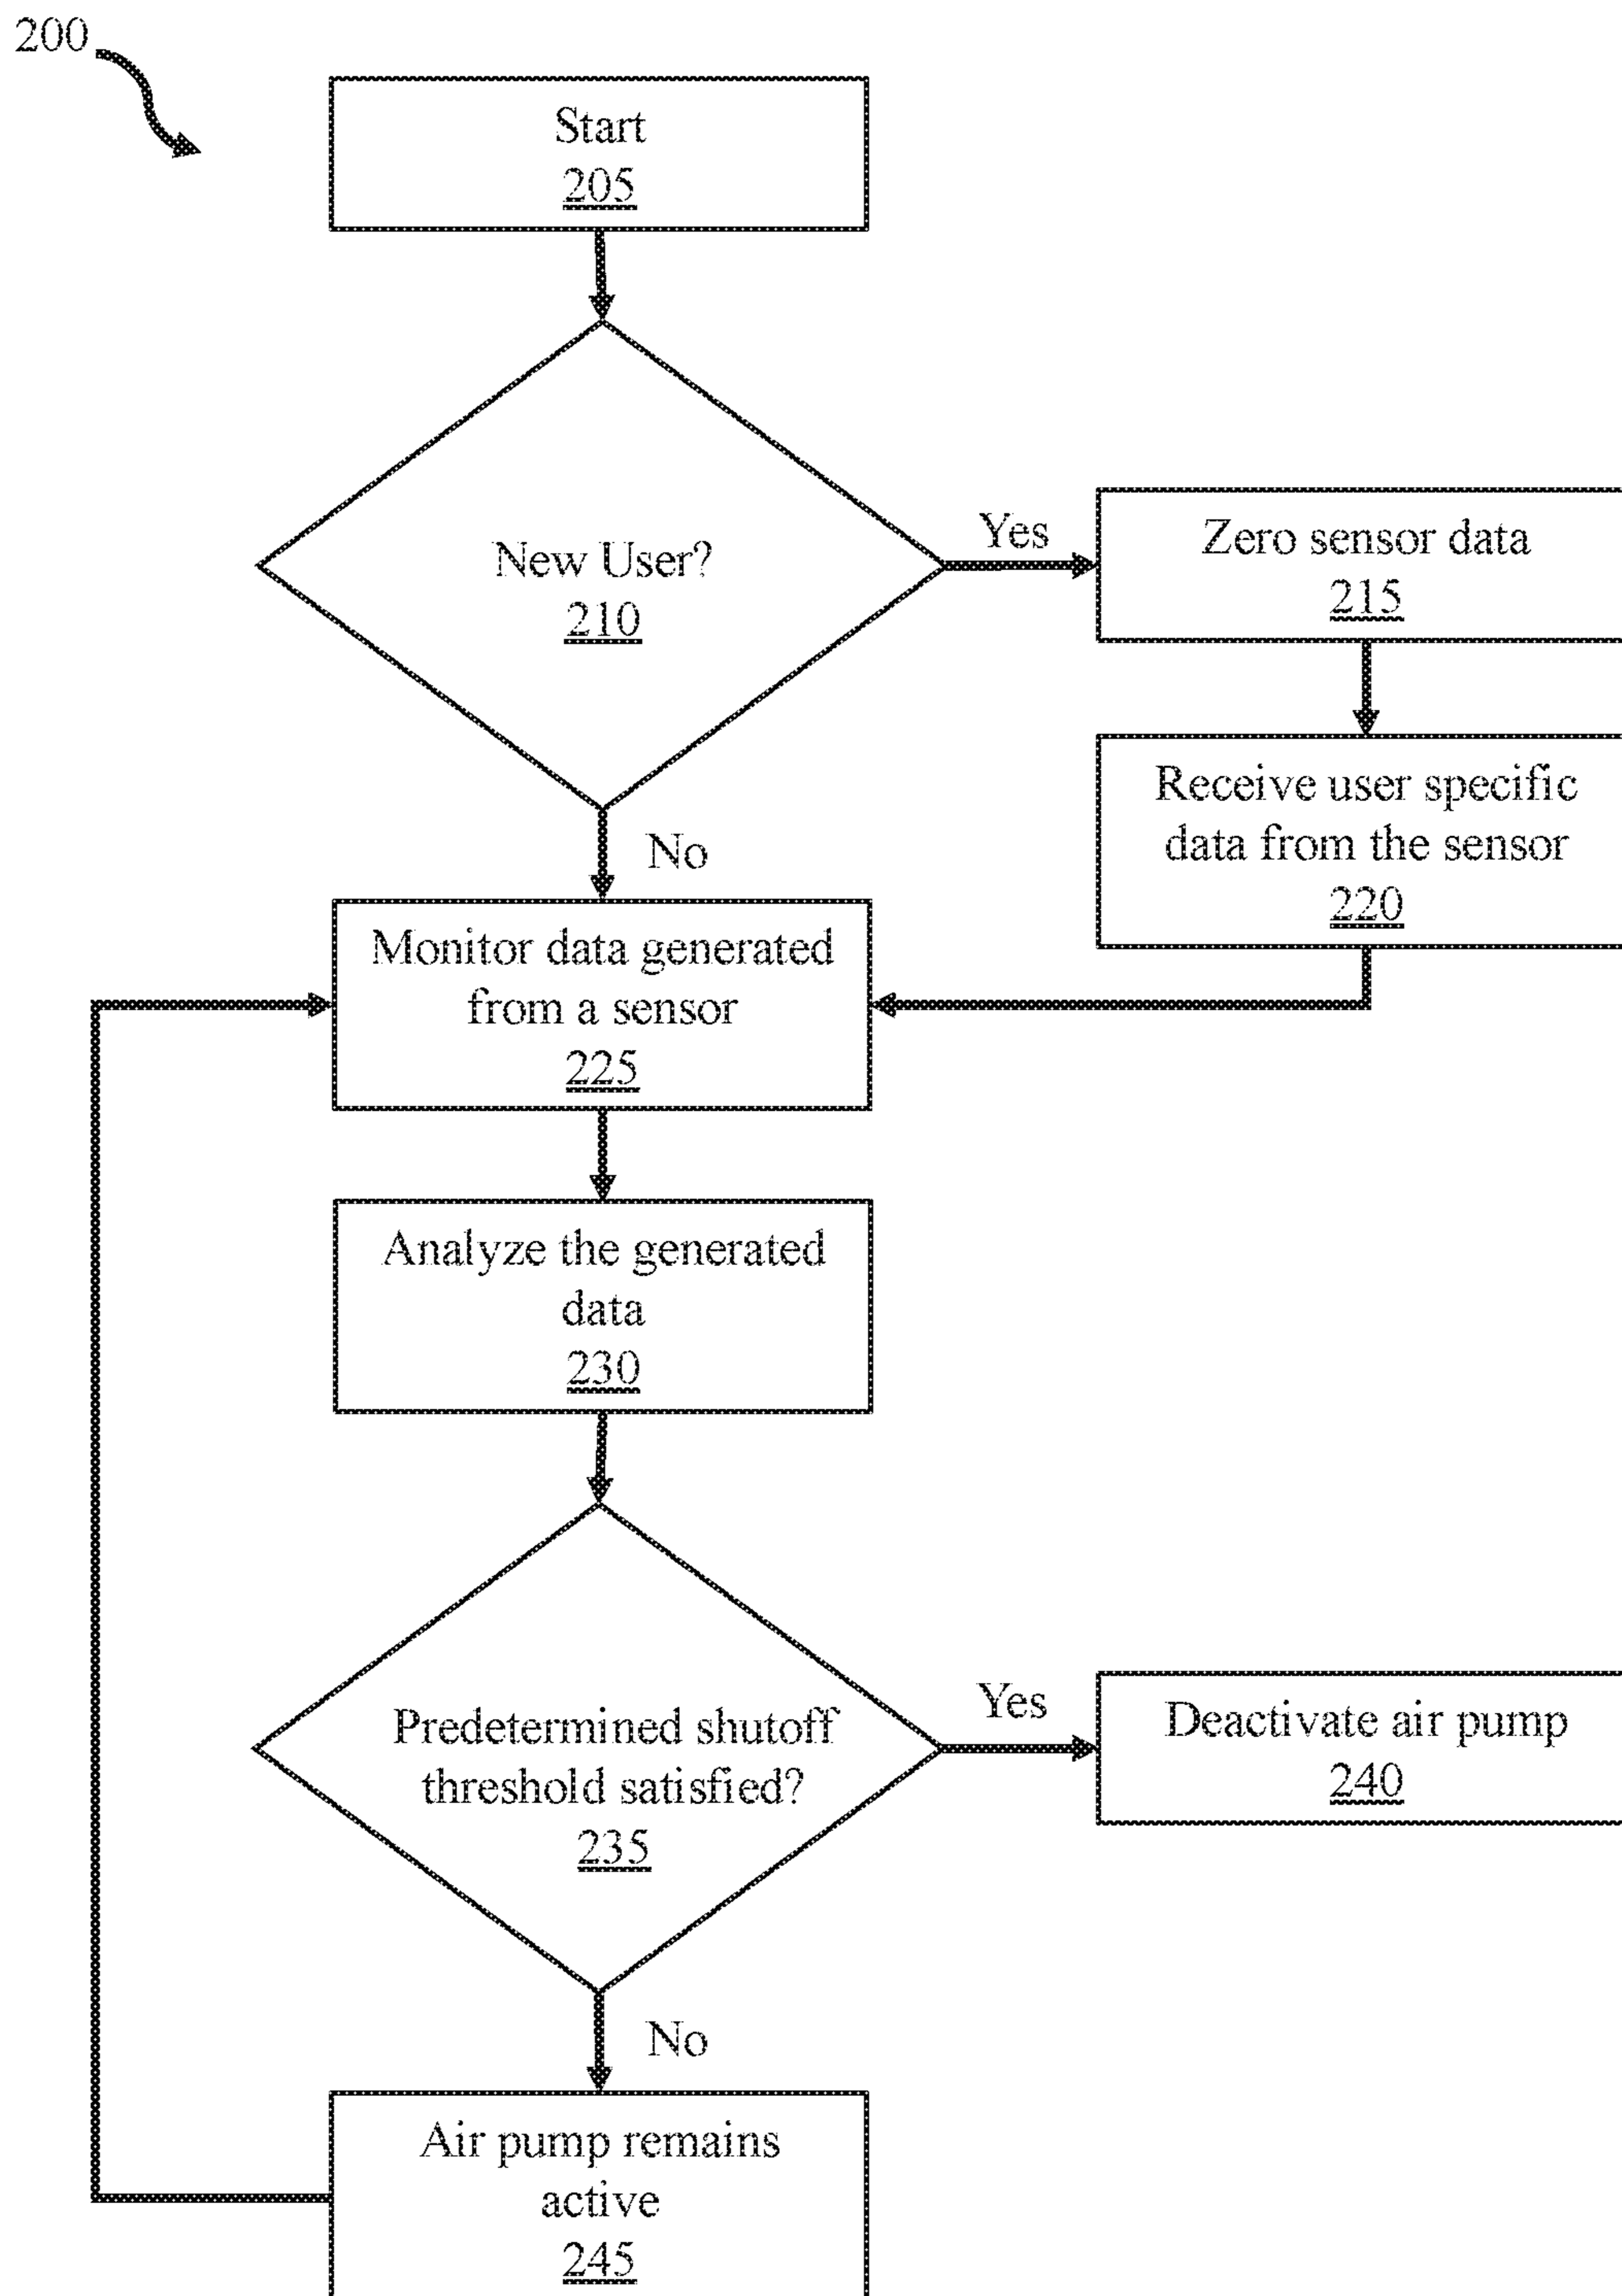 200
Start
205
New User?
210
Yes
Zero sensor data
215
Receive user specific
data from the sensor
220
No
Monitor data generated
from a sensor
225
Analyze the generated
data
230
Predetermined shutoff
threshold satisfied?
235
Yes
Deactivate air pump
240
No
Air pump remains
active
245